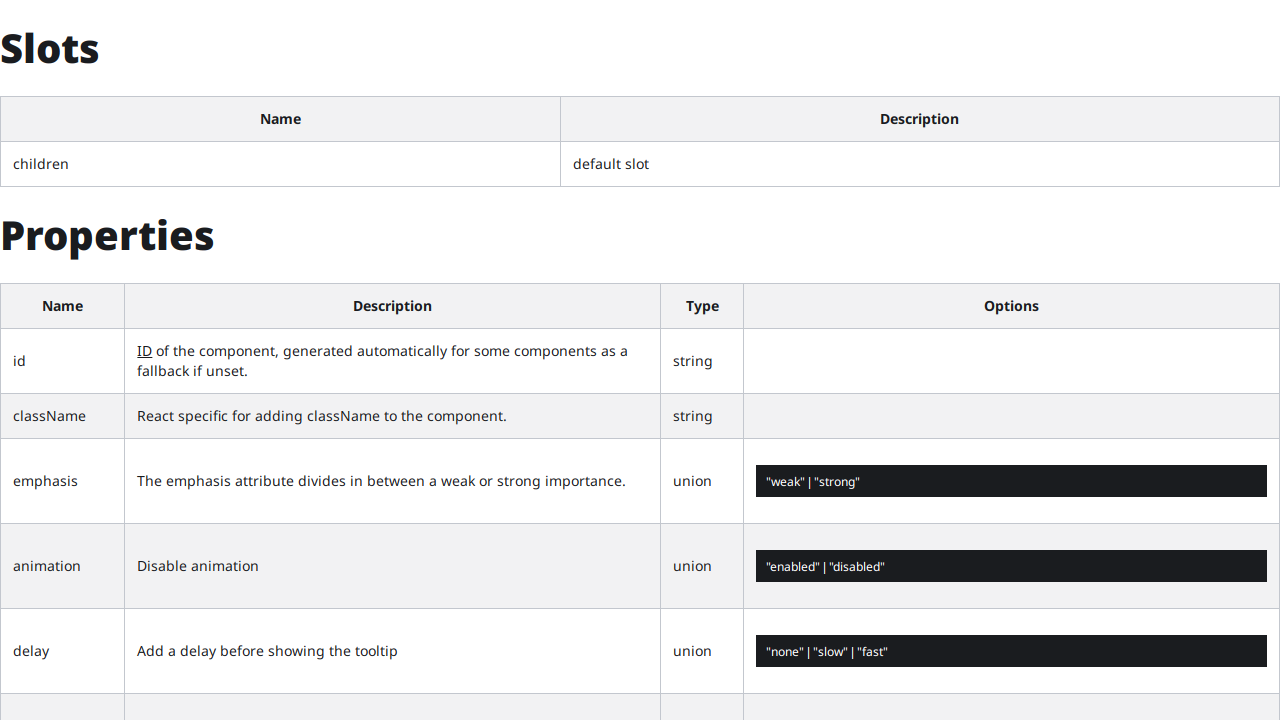 Slots
Name Description
children default slot
Properties
Name Description Type Options
id ID of the component, generated automatically for some components as a fallback if unset. string
className React specific for adding className to the component. string
emphasis The emphasis attribute divides in between a weak or strong importance. union "weak" | "strong"
animation Disable animation union "enabled" | "disabled"
delay Add a delay before showing the tooltip union "none" | "slow" | "fast"